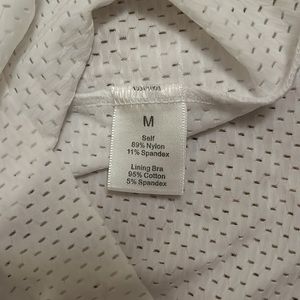 M
Self
89% Nylon
11% Spandex
Lining Bra
95% Cotton
5% Spandex